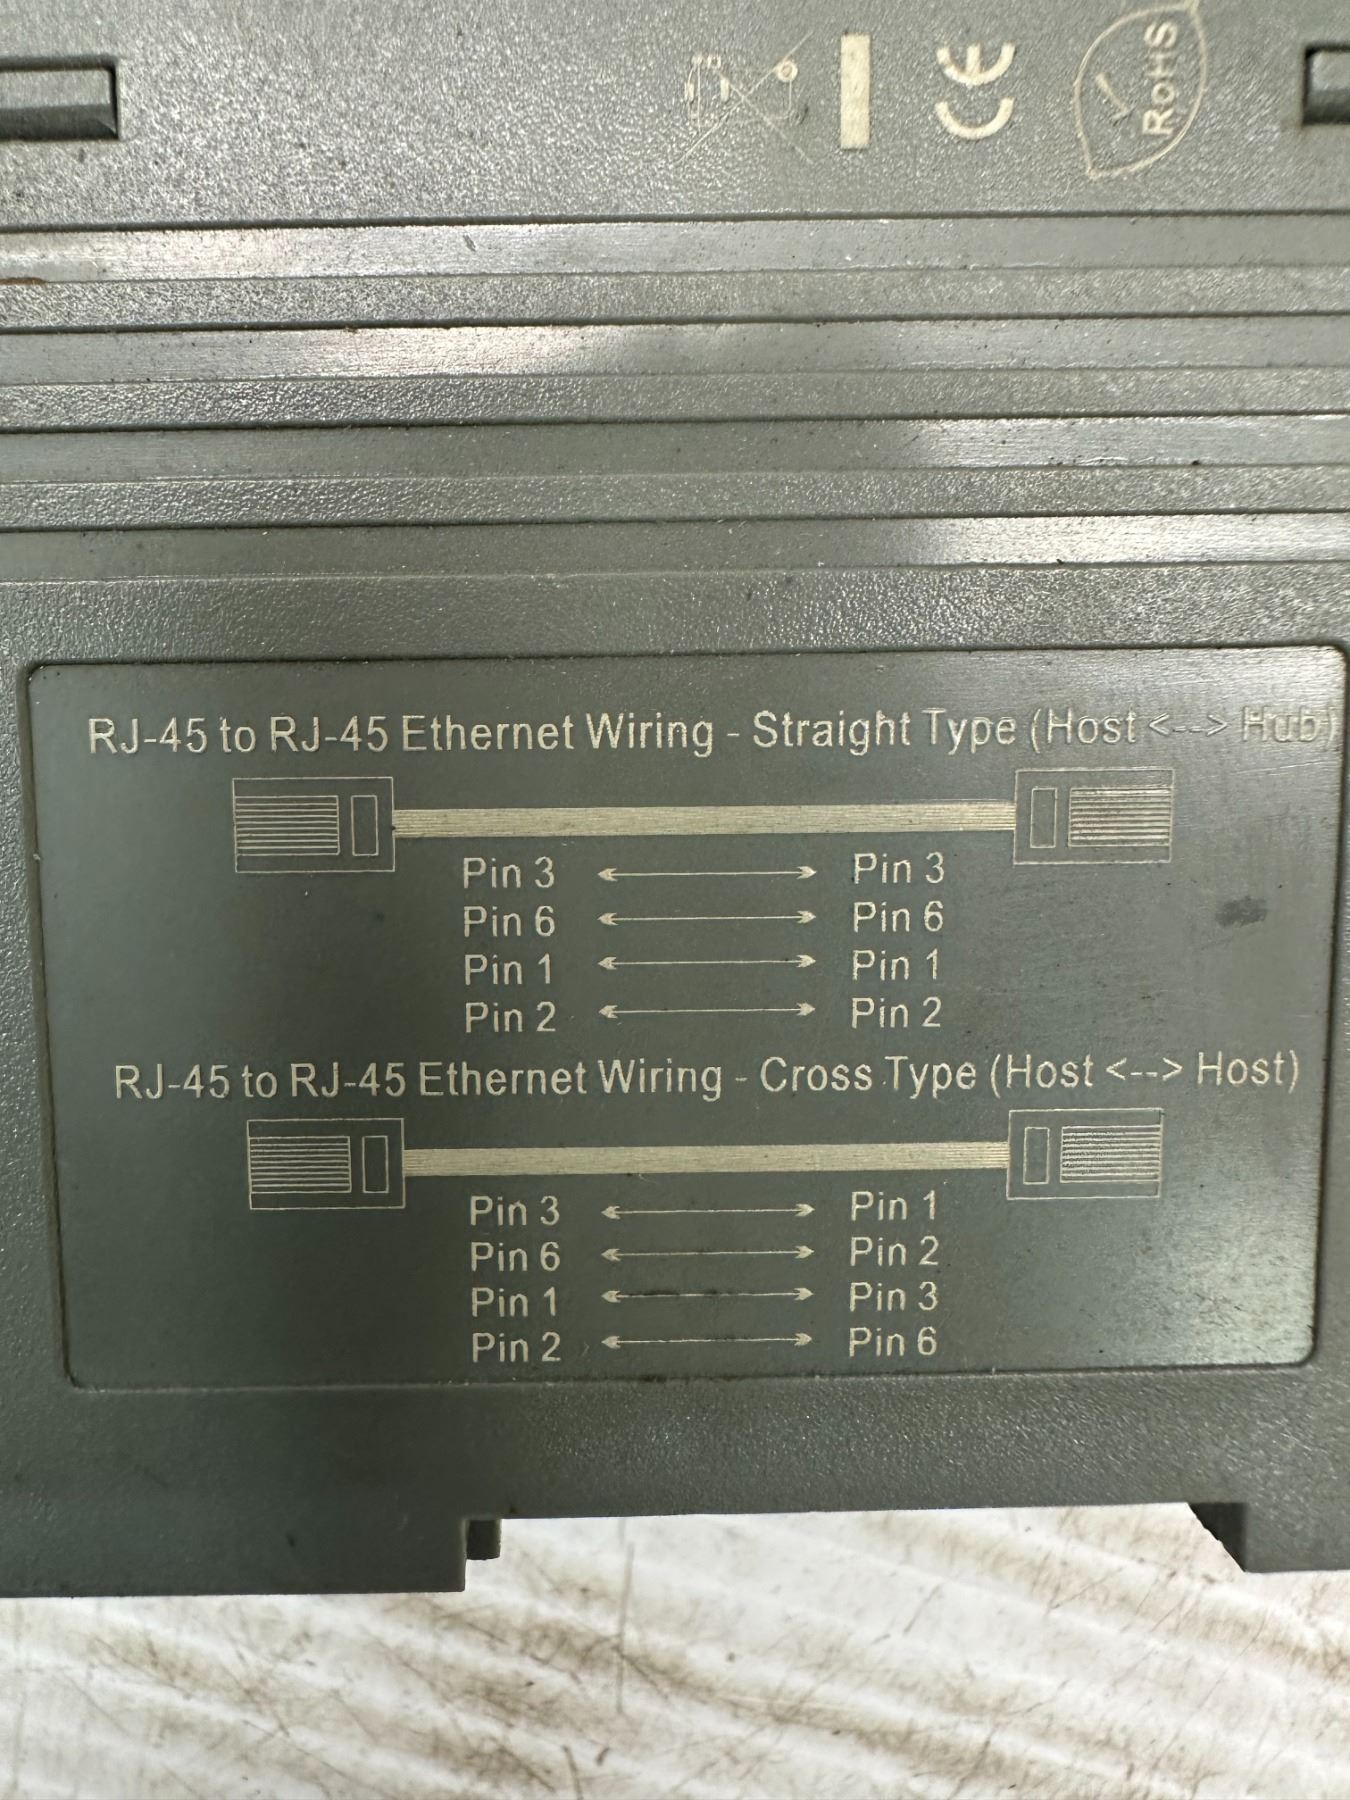 CE
RoHS
RJ-45 to RJ-45 Ethernet Wiring - Straight Type (Host <--> Hub)
Pin 3 Pin 3
Pin 6 Pin 6
Pin 1 Pin 1
Pin 2 Pin 2
RJ-45 to RJ-45 Ethernet Wiring - Cross Type (Host <--> Host)
Pin 3 Pin 1
Pin 6 Pin 2
Pin 1 Pin 3
Pin 2 Pin 6